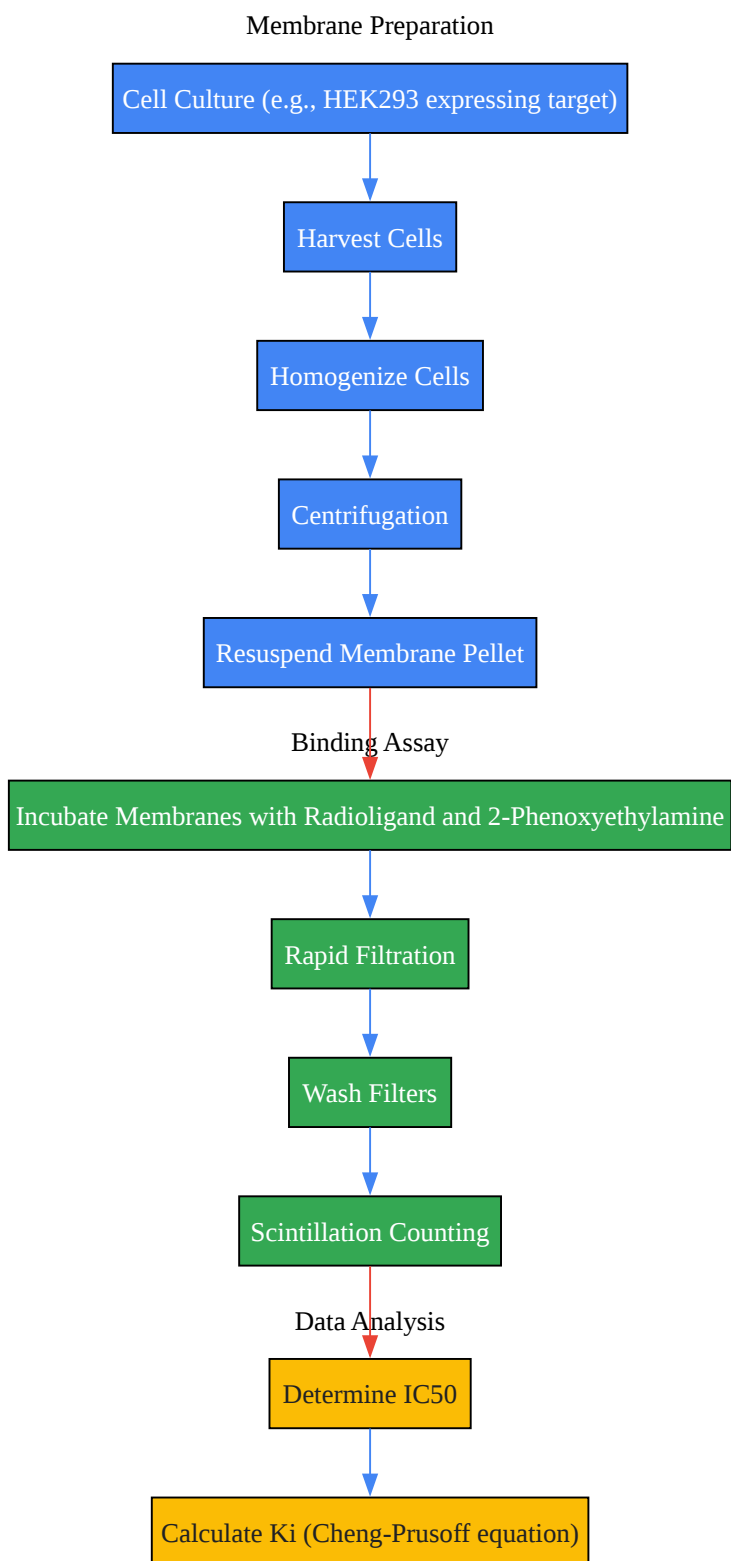 Membrane Preparation
Cell Culture (e.g., HEK293 expressing target)
Harvest Cells
Homogenize Cells
Centrifugation
Resuspend Membrane Pellet
Binding Assay
Incubate Membranes with Radioligand and 2-Phenoxyethylamine
Rapid Filtration
Wash Filters
Scintillation Counting
Data Analysis
Determine IC50
Calculate Ki (Cheng-Prusoff equation)